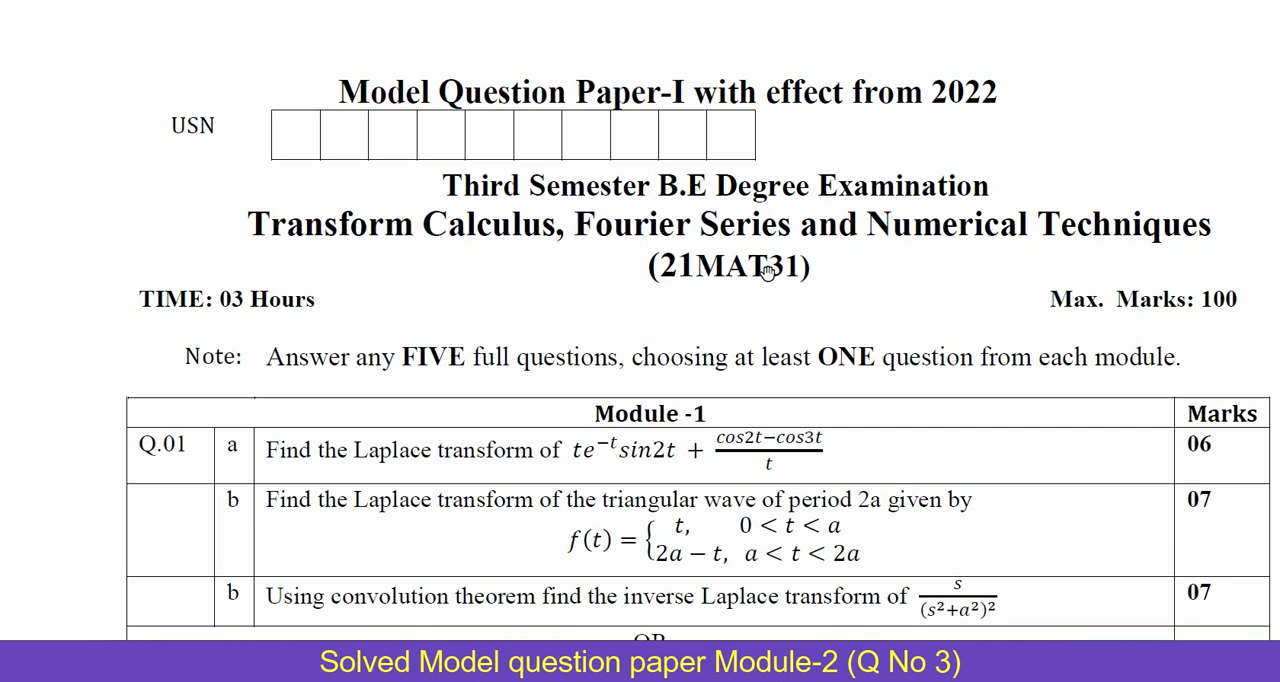 Model Question Paper-I with effect from 2022
USN
Third Semester B.E Degree Examination
Transform Calculus, Fourier Series and Numerical Techniques
(21MAT31)
TIME: 03 Hours Max. Marks: 100
Note: Answer any FIVE full questions, choosing at least ONE question from each module.
Module -1 Marks
Q.01 a Find the Laplace transform of te^{−t}sin2t + (cos2t−cos3t)/t 06
b Find the Laplace transform of the triangular wave of period 2a given by 07
f(t) = { t, 0 < t < a
2a − t, a < t < 2a
b Using convolution theorem find the inverse Laplace transform of s/(s²+a²)² 07
OR
Solved Model question paper Module-2 (Q No 3)